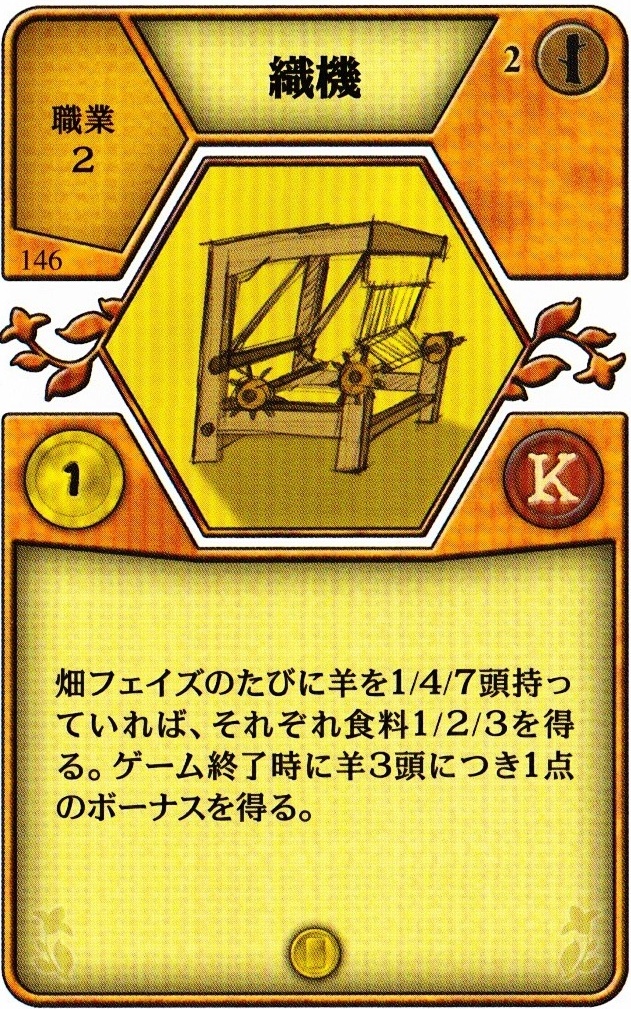 織機
2
職業
2
146
1
K
畑フェイズのたびに羊を1/4/7頭持っ
ていれば、それぞれ食料1/2/3を得
る。ゲーム終了時に羊3頭につき1点
のボーナスを得る。